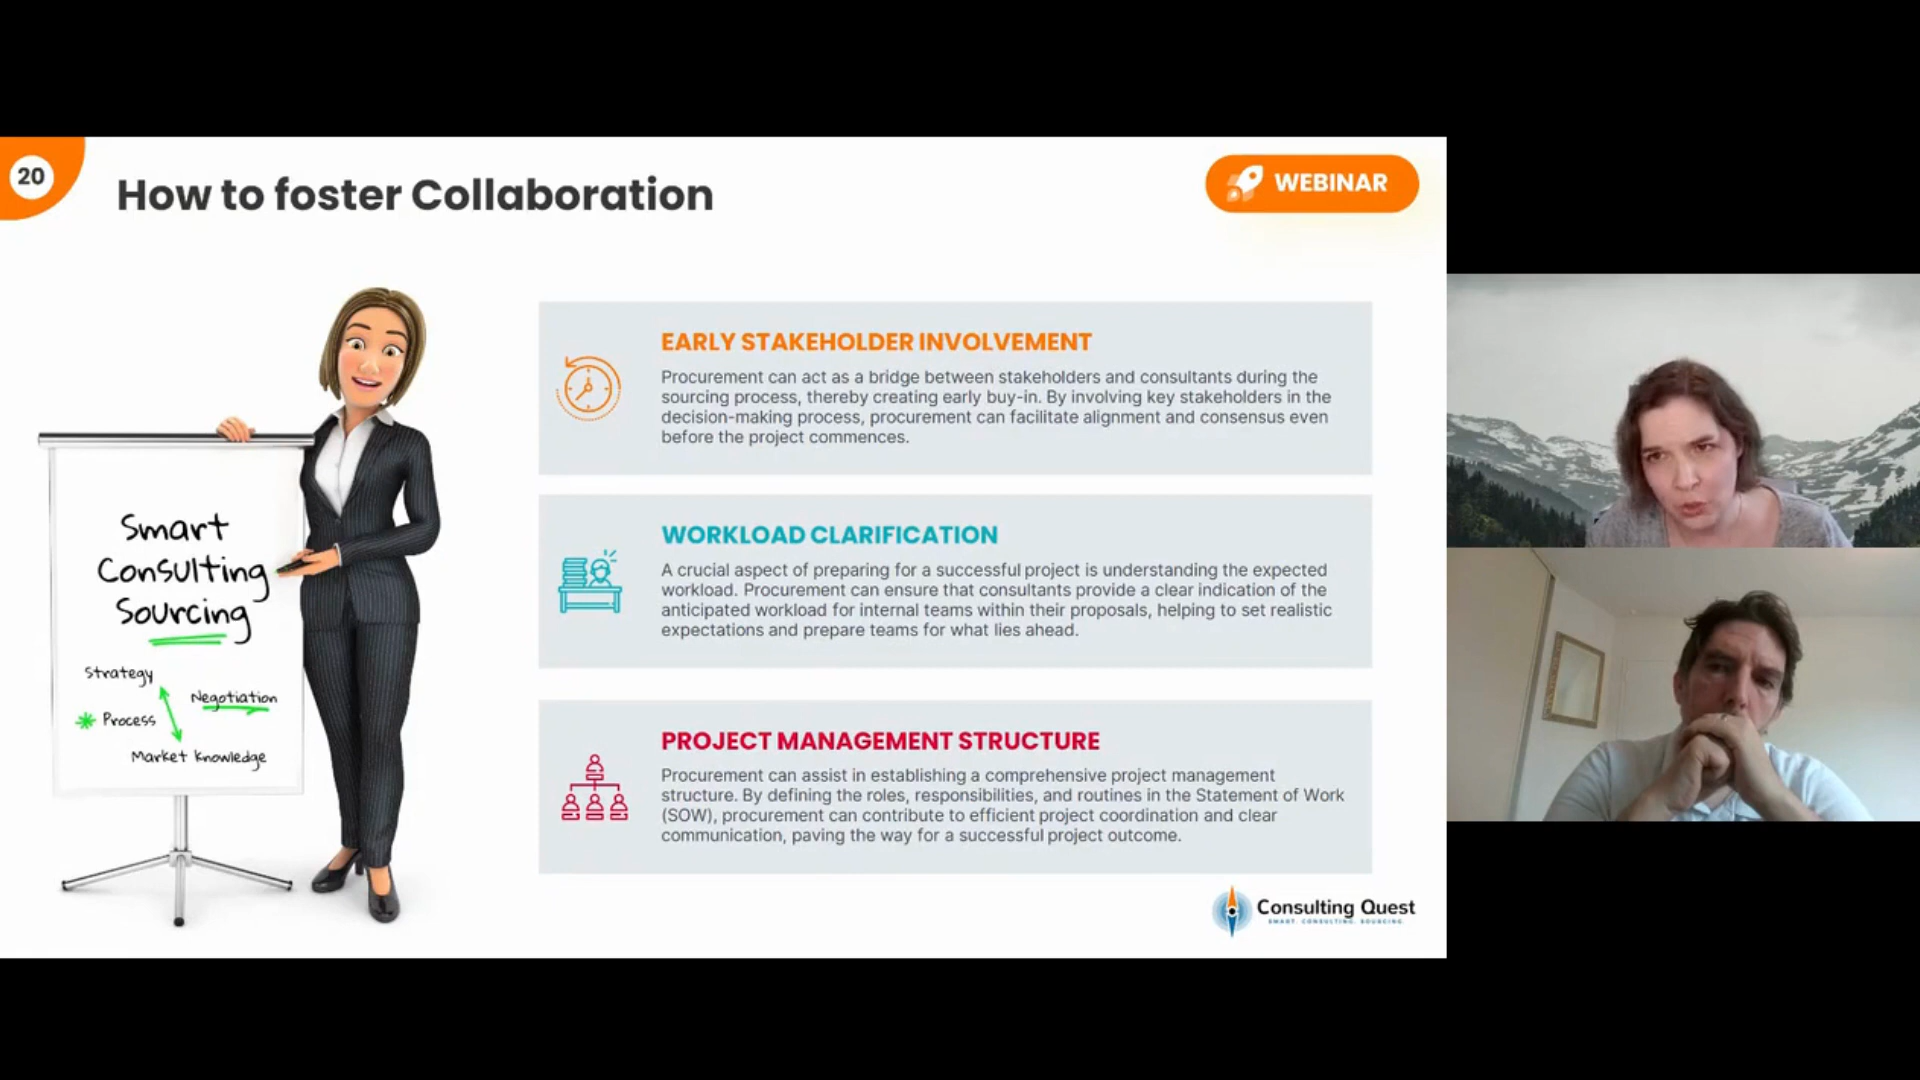 20
How to foster Collaboration
WEBINAR
Smart
Consulting
Sourcing
Strategy
Negotiation
Process
Market knowledge
EARLY STAKEHOLDER INVOLVEMENT
Procurement can act as a bridge between stakeholders and consultants during the
sourcing process, thereby creating early buy-in. By involving key stakeholders in the
decision-making process, procurement can facilitate alignment and consensus even
before the project commences.
WORKLOAD CLARIFICATION
A crucial aspect of preparing for a successful project is understanding the expected
workload. Procurement can ensure that consultants provide a clear indication of the
anticipated workload for internal teams within their proposals, helping to set realistic
expectations and prepare teams for what lies ahead.
PROJECT MANAGEMENT STRUCTURE
Procurement can assist in establishing a comprehensive project management
structure. By defining the roles, responsibilities, and routines in the Statement of Work
(SOW), procurement can contribute to efficient project coordination and clear
communication, paving the way for a successful project outcome.
Consulting Quest
SMART. CONSULTING. SOURCING.